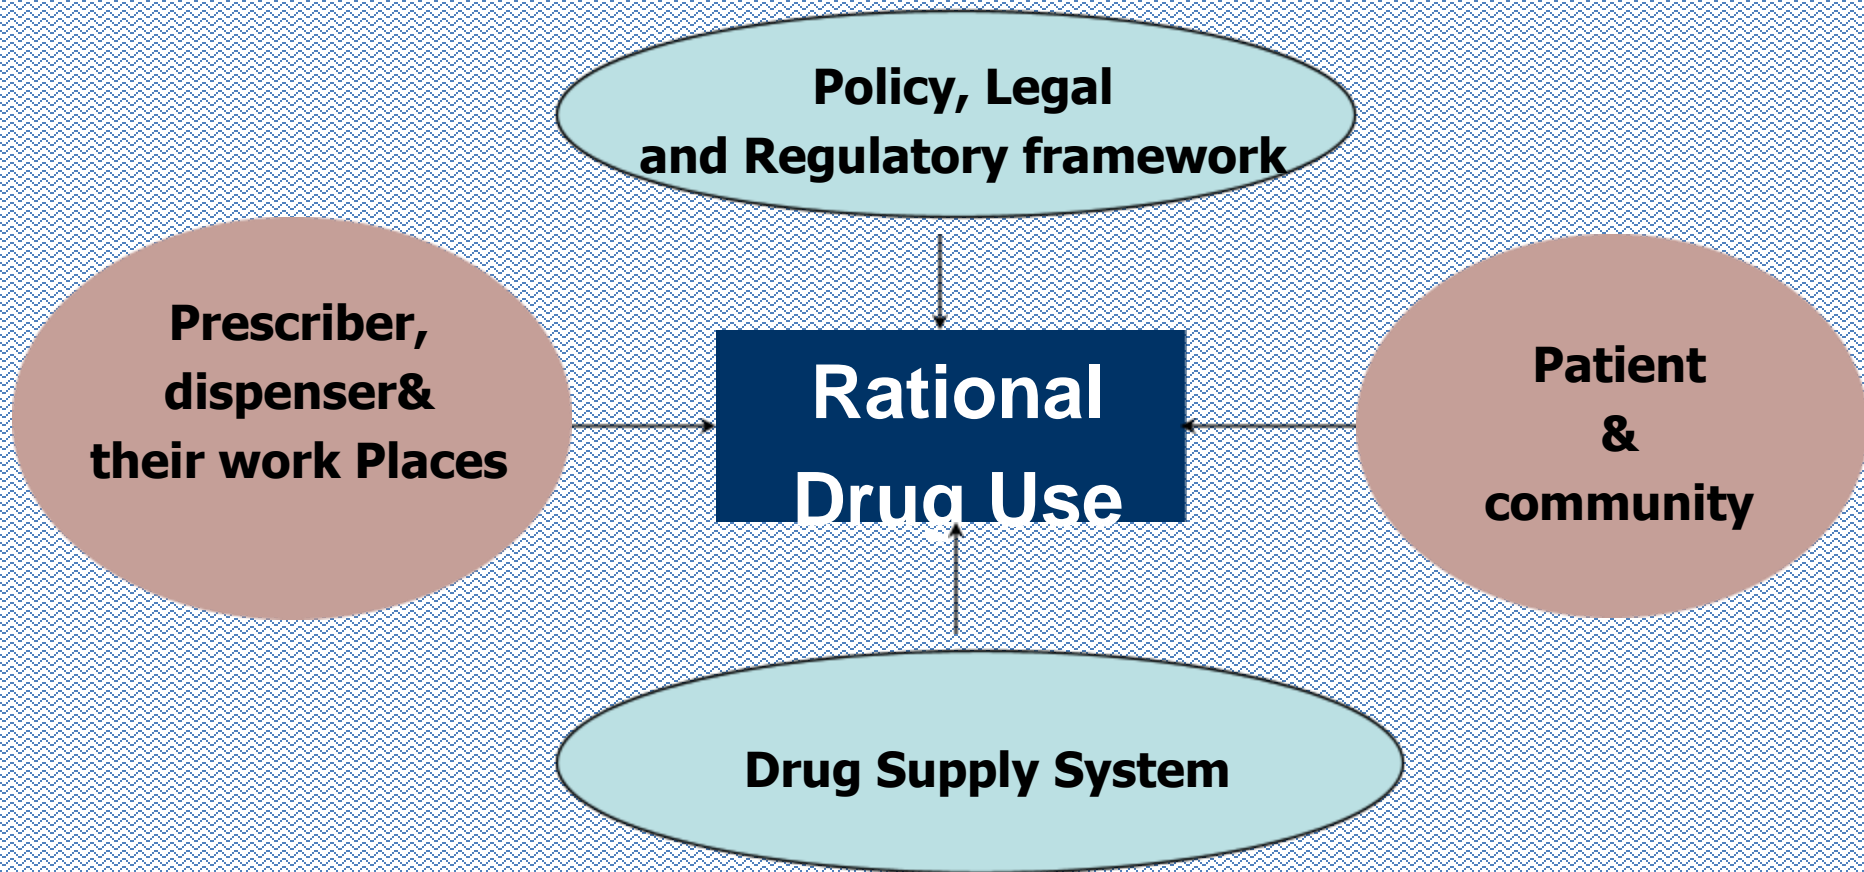 Policy, Legal
and Regulatory framework
Prescriber,
dispenser&
their work Places
Rational
Drug Use
Patient
&
community
Drug Supply System